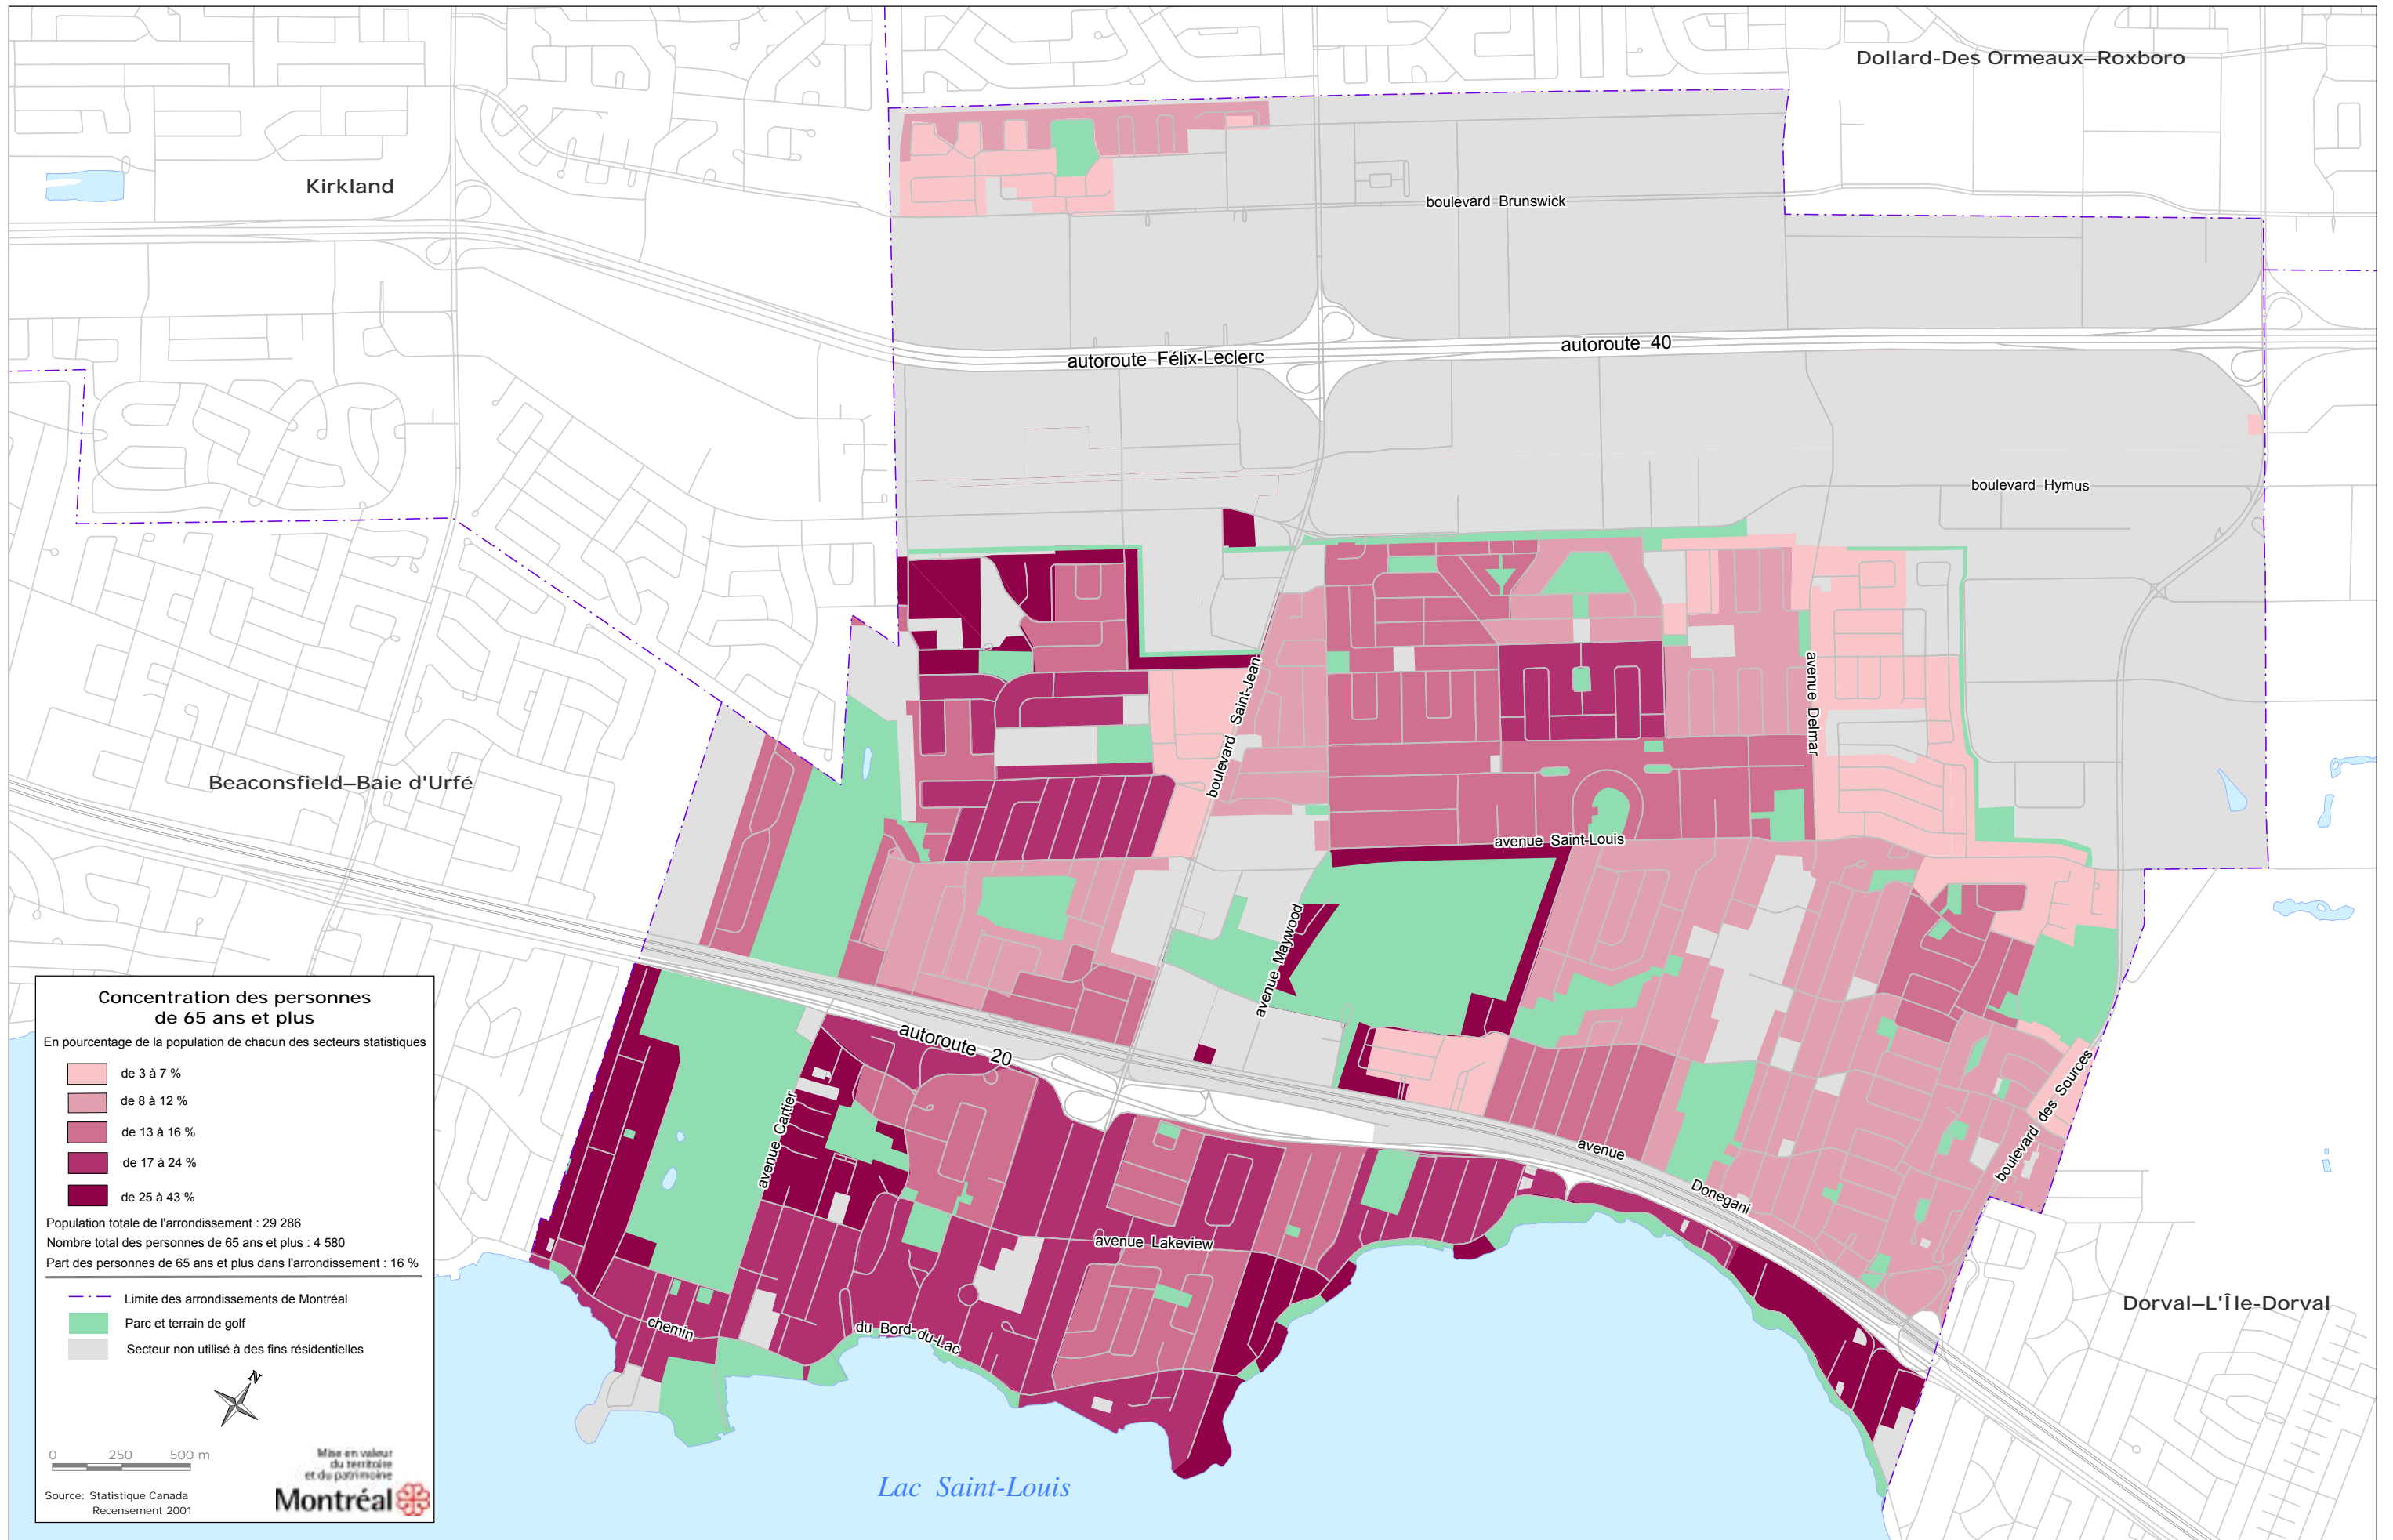 Dollard-Des Ormeaux–Roxboro
Kirkland
boulevard Brunswick
autoroute Félix-Leclerc
autoroute 40
boulevard Hymus
boulevard Saint-Jean
avenue Delmar
Beaconsfield–Baie d'Urfé
avenue Saint-Louis
avenue Maywood
autoroute 20
avenue Cartier
boulevard des Sources
avenue Donegani
avenue Lakeview
chemin du Bord-du-Lac
Dorval–L'Île-Dorval
Lac Saint-Louis
Concentration des personnes
de 65 ans et plus
En pourcentage de la population de chacun des secteurs statistiques
de 3 à 7 %
de 8 à 12 %
de 13 à 16 %
de 17 à 24 %
de 25 à 43 %
Population totale de l'arrondissement : 29 286
Nombre total des personnes de 65 ans et plus : 4 580
Part des personnes de 65 ans et plus dans l'arrondissement : 16 %
Limite des arrondissements de Montréal
Parc et terrain de golf
Secteur non utilisé à des fins résidentielles
N
0 250 500 m
Mise en valeur
du territoire
et du patrimoine
Montréal
Source: Statistique Canada
Recensement 2001